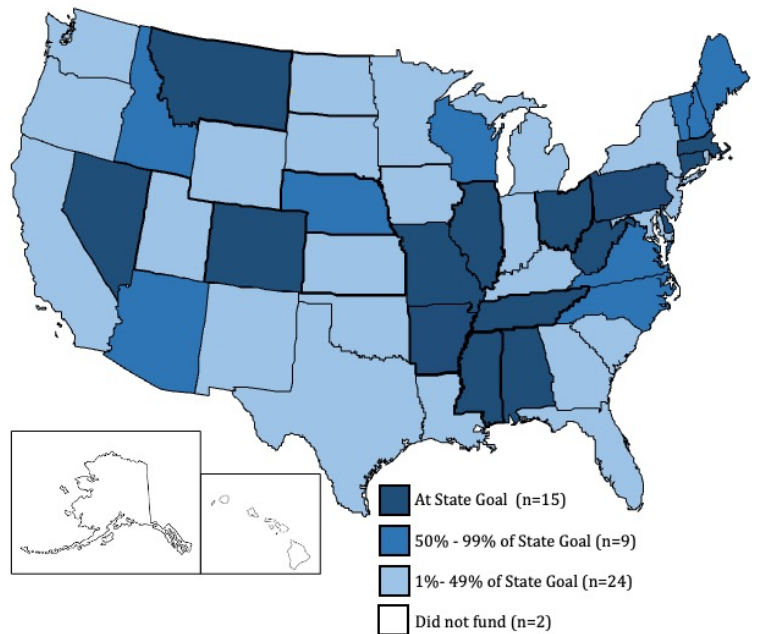 At State Goal (n=15)
50% - 99% of State Goal (n=9)
1%- 49% of State Goal (n=24)
Did not fund (n=2)